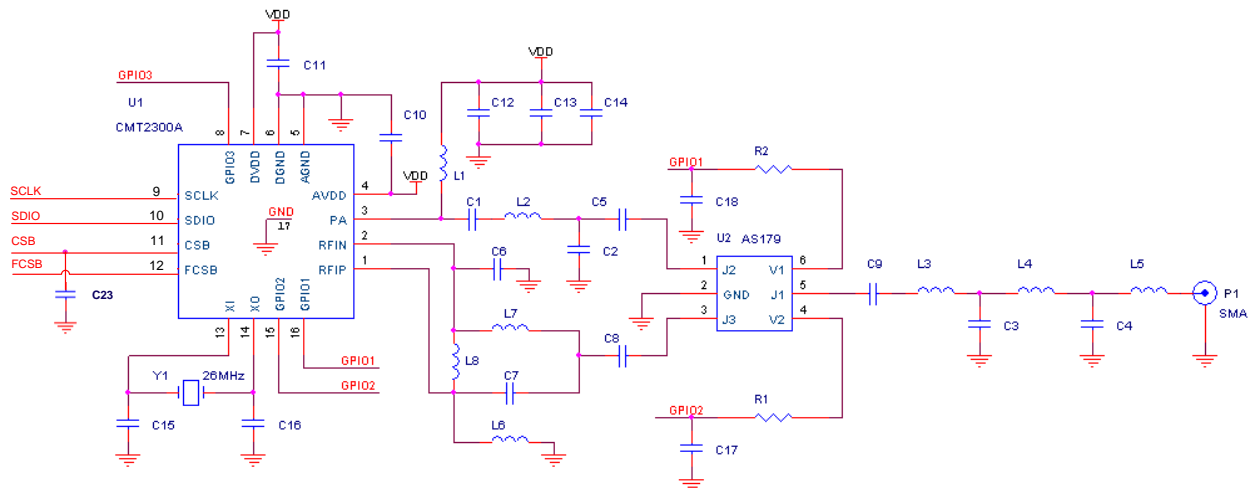 VDD
C11
GPIO3
U1
CMT2300A
8
7
6
5
GPIO3
DVDD
DGND
AGND
C10
VDD
VDD
C12
C13
C14
L1
SCLK
9
SCLK
SDIO
10
SDIO
CSB
11
CSB
FCSB
12
FCSB
C23
GND
17
AVDD
4
PA
3
RFIN
2
RFIP
1
XI
XO
GPIO2
GPIO1
13
14
15
16
GPIO1
GPIO2
Y1
26MHz
C15
C16
C1
L2
C5
C2
C6
L7
L8
C7
C8
L6
GPIO1
R2
C18
U2
AS179
1
J2
V1
6
2
GND
J1
5
3
J3
V2
4
GPIO2
R1
C17
C9
L3
L4
L5
C3
C4
P1
SMA